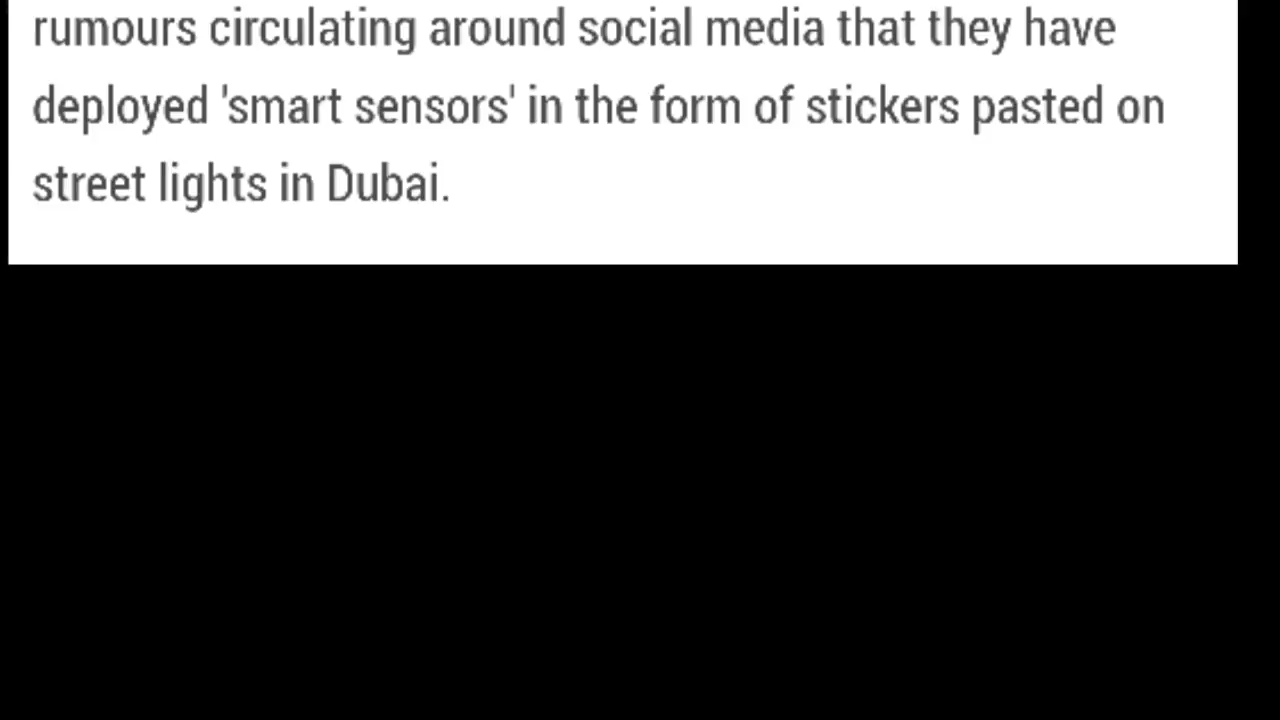 rumours circulating around social media that they have
deployed 'smart sensors' in the form of stickers pasted on
street lights in Dubai.